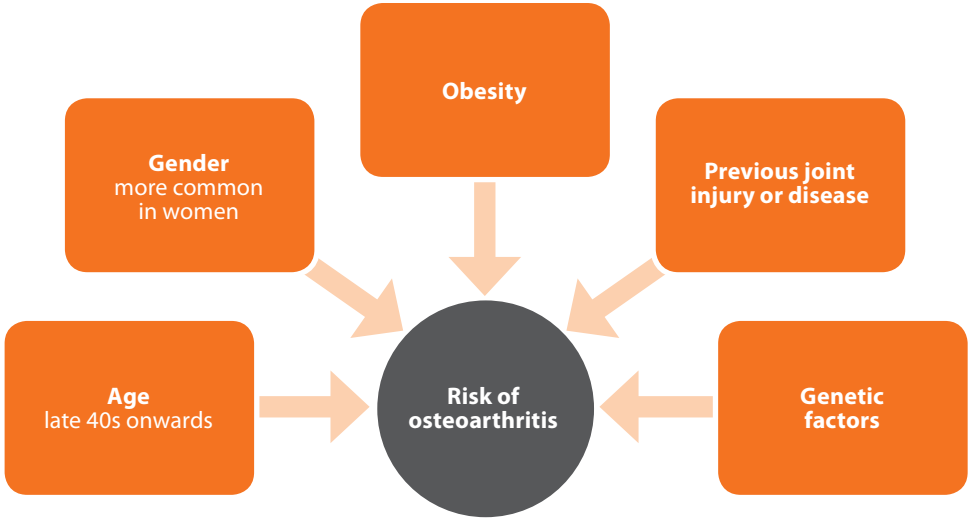 Obesity
Gender
more common
in women
Previous joint
injury or disease
Age
late 40s onwards
Risk of
osteoarthritis
Genetic
factors